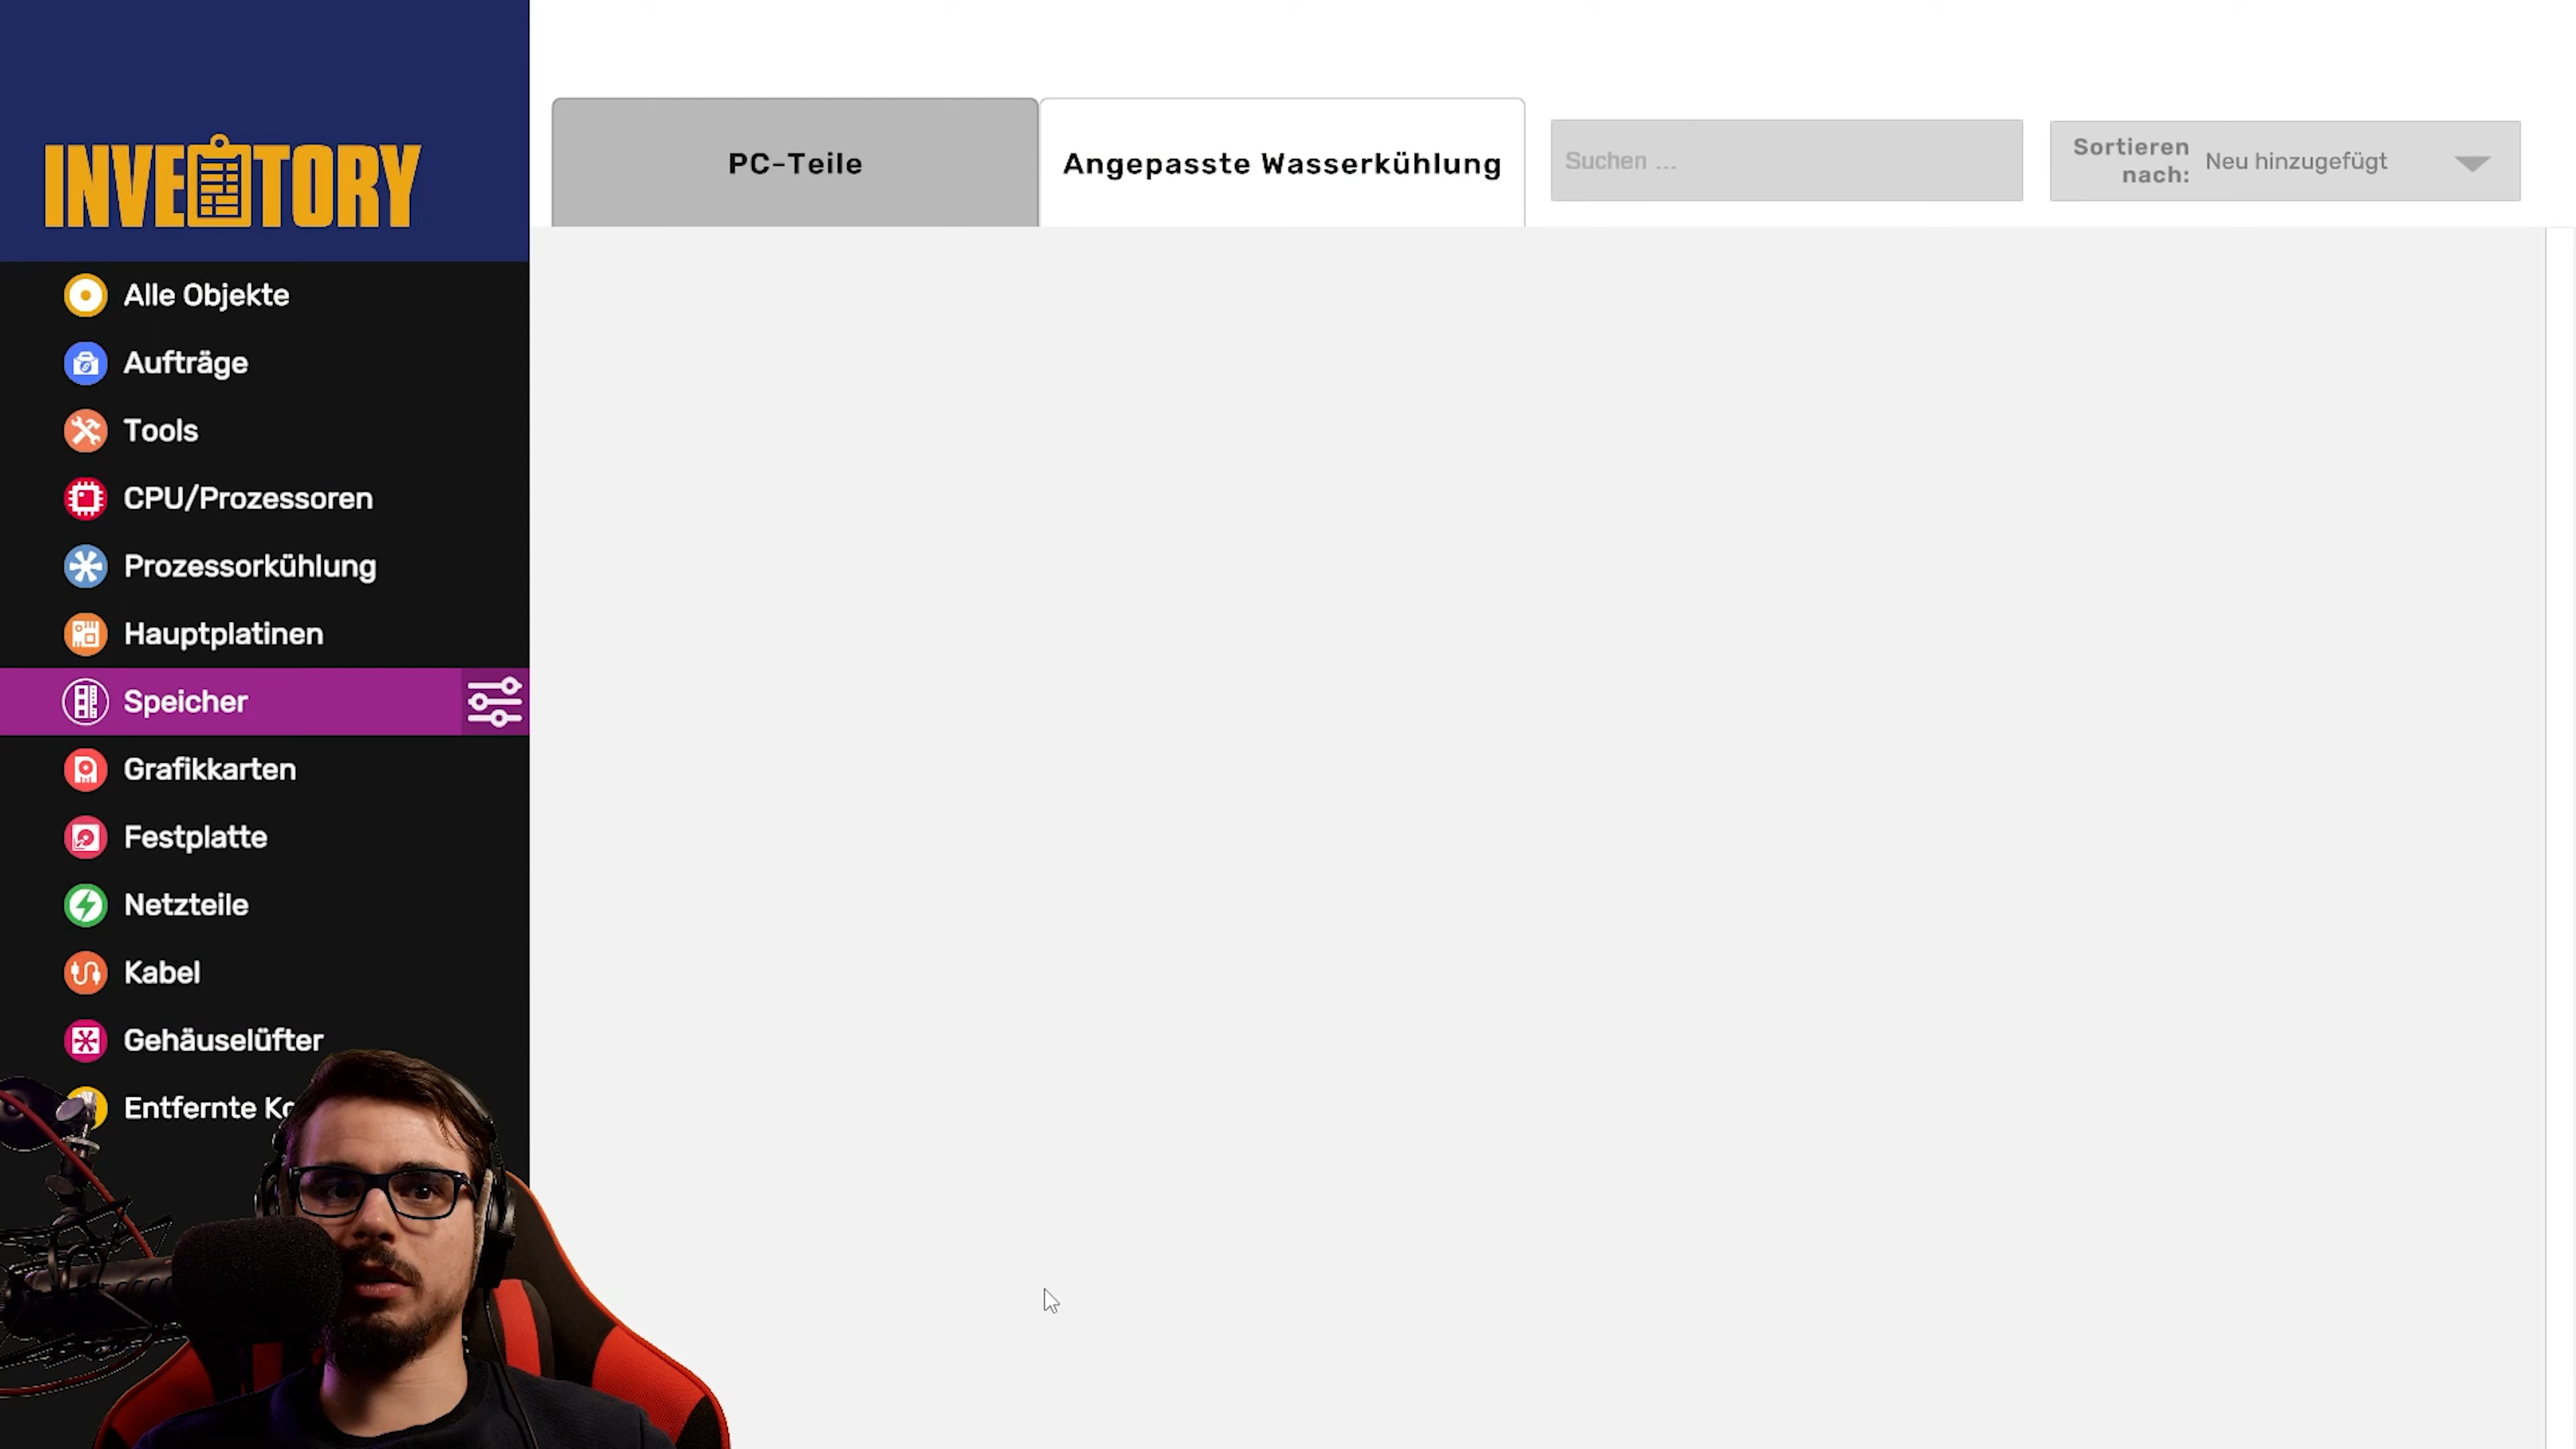 INVENTORY
PC-Teile
Angepasste Wasserkühlung
Suchen ...
Sortieren
nach:
Neu hinzugefügt
Alle Objekte
Aufträge
Tools
CPU/Prozessoren
Prozessorkühlung
Hauptplatinen
Speicher
Grafikkarten
Festplatte
Netzteile
Kabel
Gehäuselüfter
Entfernte